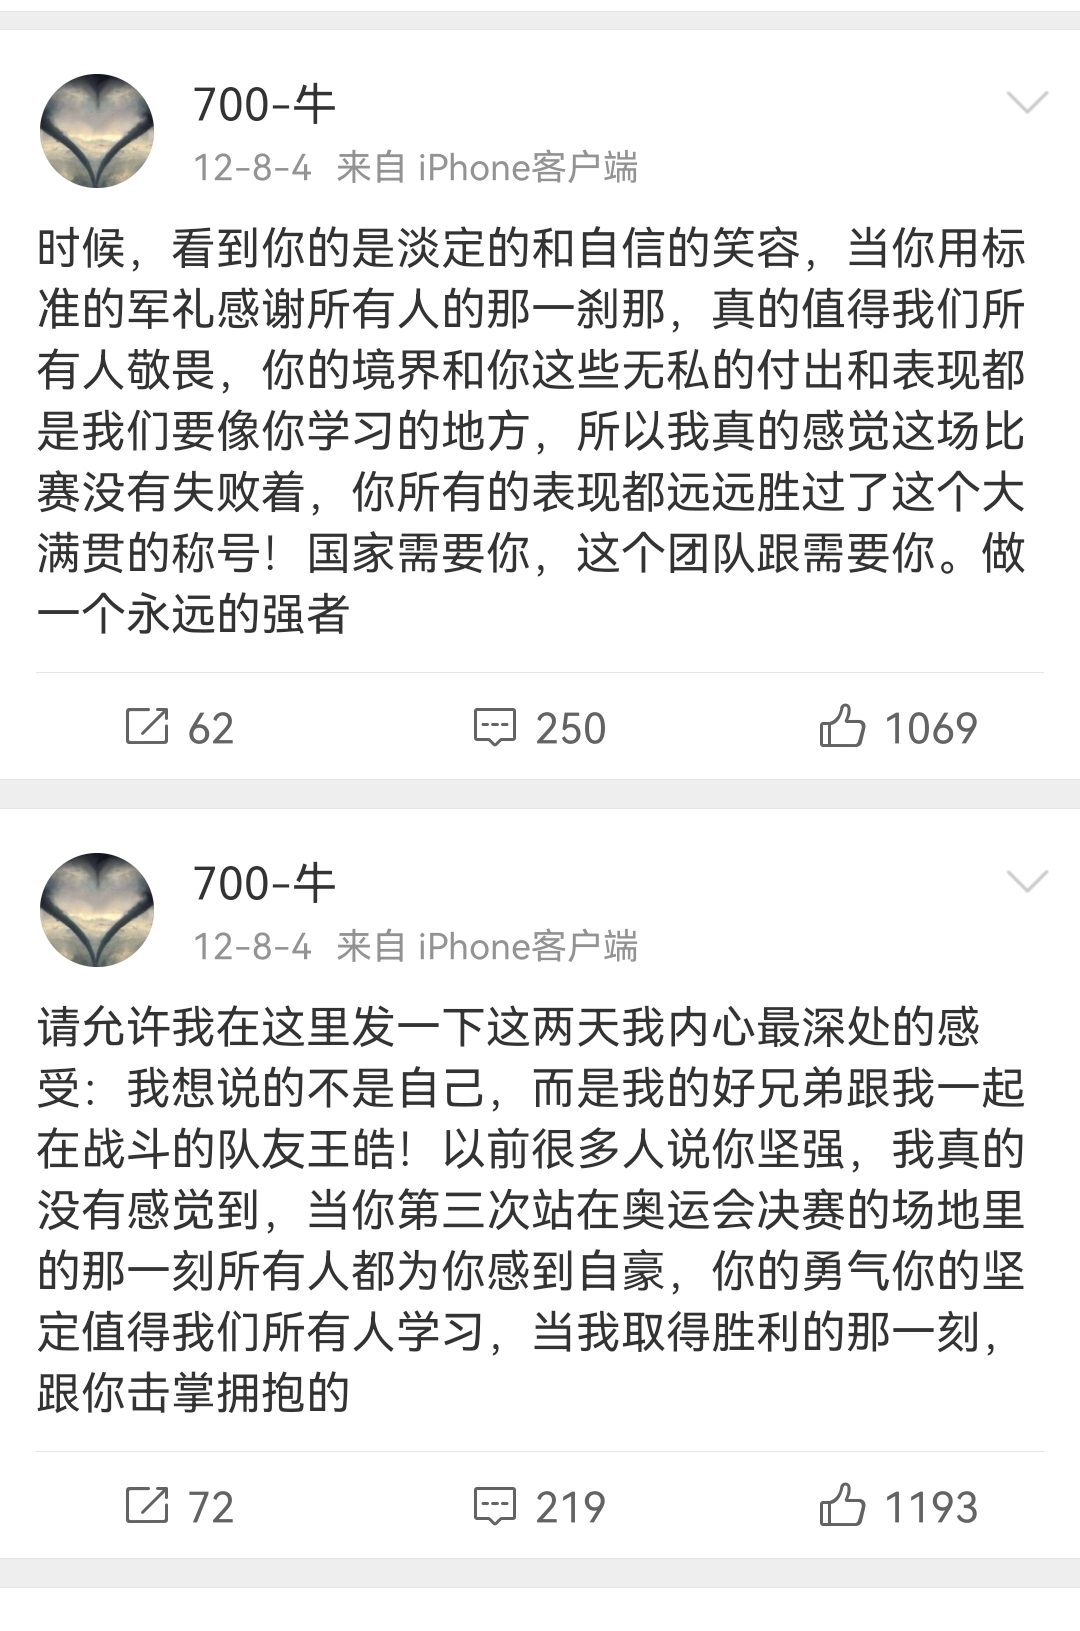 700-牛
12-8-4 来自 iPhone客户端
时候，看到你的是淡定的和自信的笑容，当你用标
准的军礼感谢所有人的那一刹那，真的值得我们所
有人敬畏，你的境界和你这些无私的付出和表现都
是我们要像你学习的地方，所以我真的感觉这场比
赛没有失败着，你所有的表现都远远胜过了这个大
满贯的称号！国家需要你，这个团队跟需要你。做
一个永远的强者
62 250 1069
700-牛
12-8-4 来自 iPhone客户端
请允许我在这里发一下这两天我内心最深处的感
受：我想说的不是自己，而是我的好兄弟跟我一起
在战斗的队友王皓！以前很多人说你坚强，我真的
没有感觉到，当你第三次站在奥运会决赛的场地里
的那一刻所有人都为你感到自豪，你的勇气你的坚
定值得我们所有人学习，当我取得胜利的那一刻，
跟你击掌拥抱的
72 219 1193